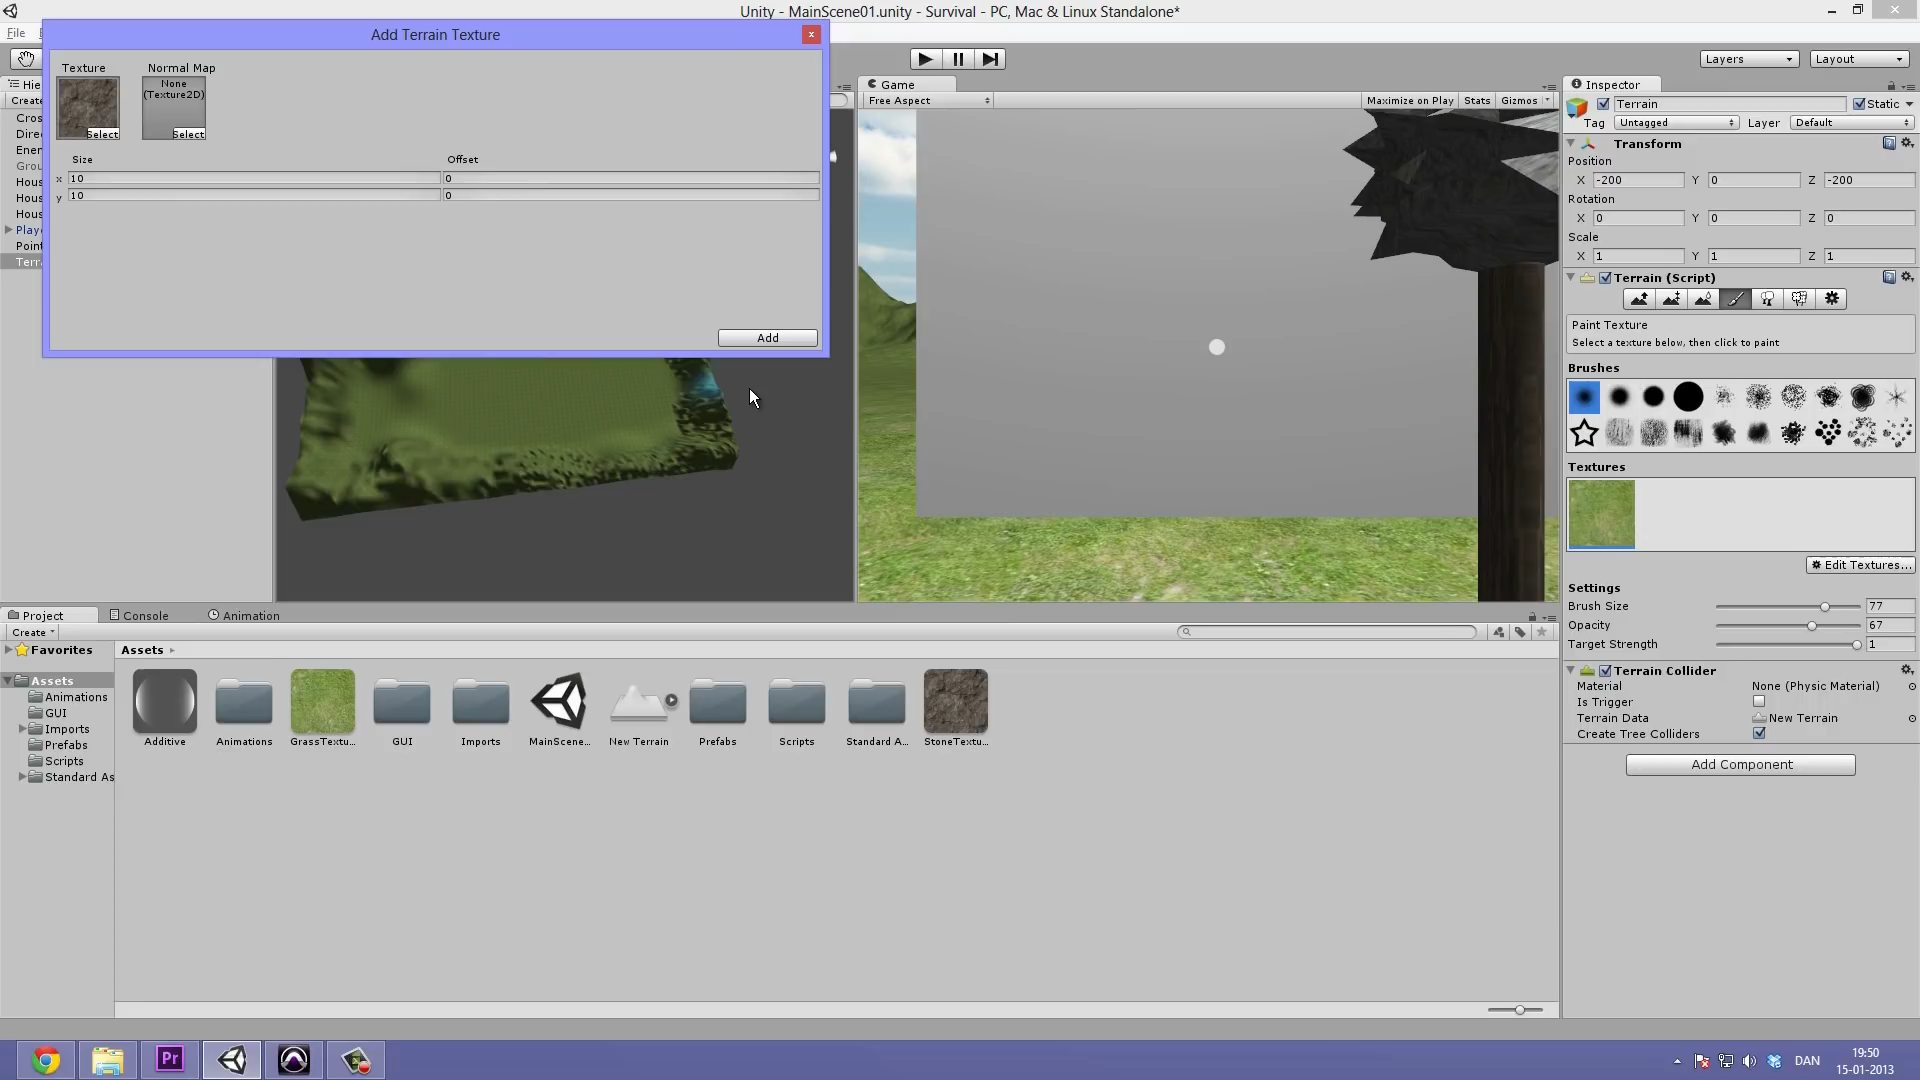 Unity - MainScene01.unity - Survival - PC, Mac & Linux Standalone*
File
Add Terrain Texture
x
Texture
Normal Map
Select
None
(Texture2D)
Select
Size
Offset
x 10 0
y 10 0
Add
Layers
Layout
Hie
Create
Cros
Dire
Ener
Grou
Hous
Hous
Hous
Playe
Point
Terra
Game
Free Aspect
Maximize on Play
Stats
Gizmos
Inspector
Terrain
Static
Tag
Untagged
Layer
Default
Transform
Position
X -200 Y 0 Z -200
Rotation
X 0 Y 0 Z 0
Scale
X 1 Y 1 Z 1
Terrain (Script)
Paint Texture
Select a texture below, then click to paint
Brushes
Textures
Edit Textures...
Settings
Brush Size 77
Opacity 67
Target Strength 1
Terrain Collider
Material None (Physic Material)
Is Trigger
Terrain Data New Terrain
Create Tree Colliders
Add Component
Project
Console
Animation
Create
Favorites
Assets
Animations
GUI
Imports
Prefabs
Scripts
Standard As
Assets
Additive
Animations
GrassTextu...
GUI
Imports
MainScene...
New Terrain
Prefabs
Scripts
Standard A...
StoneTextu...
Pr
DAN
19:50
15-01-2013